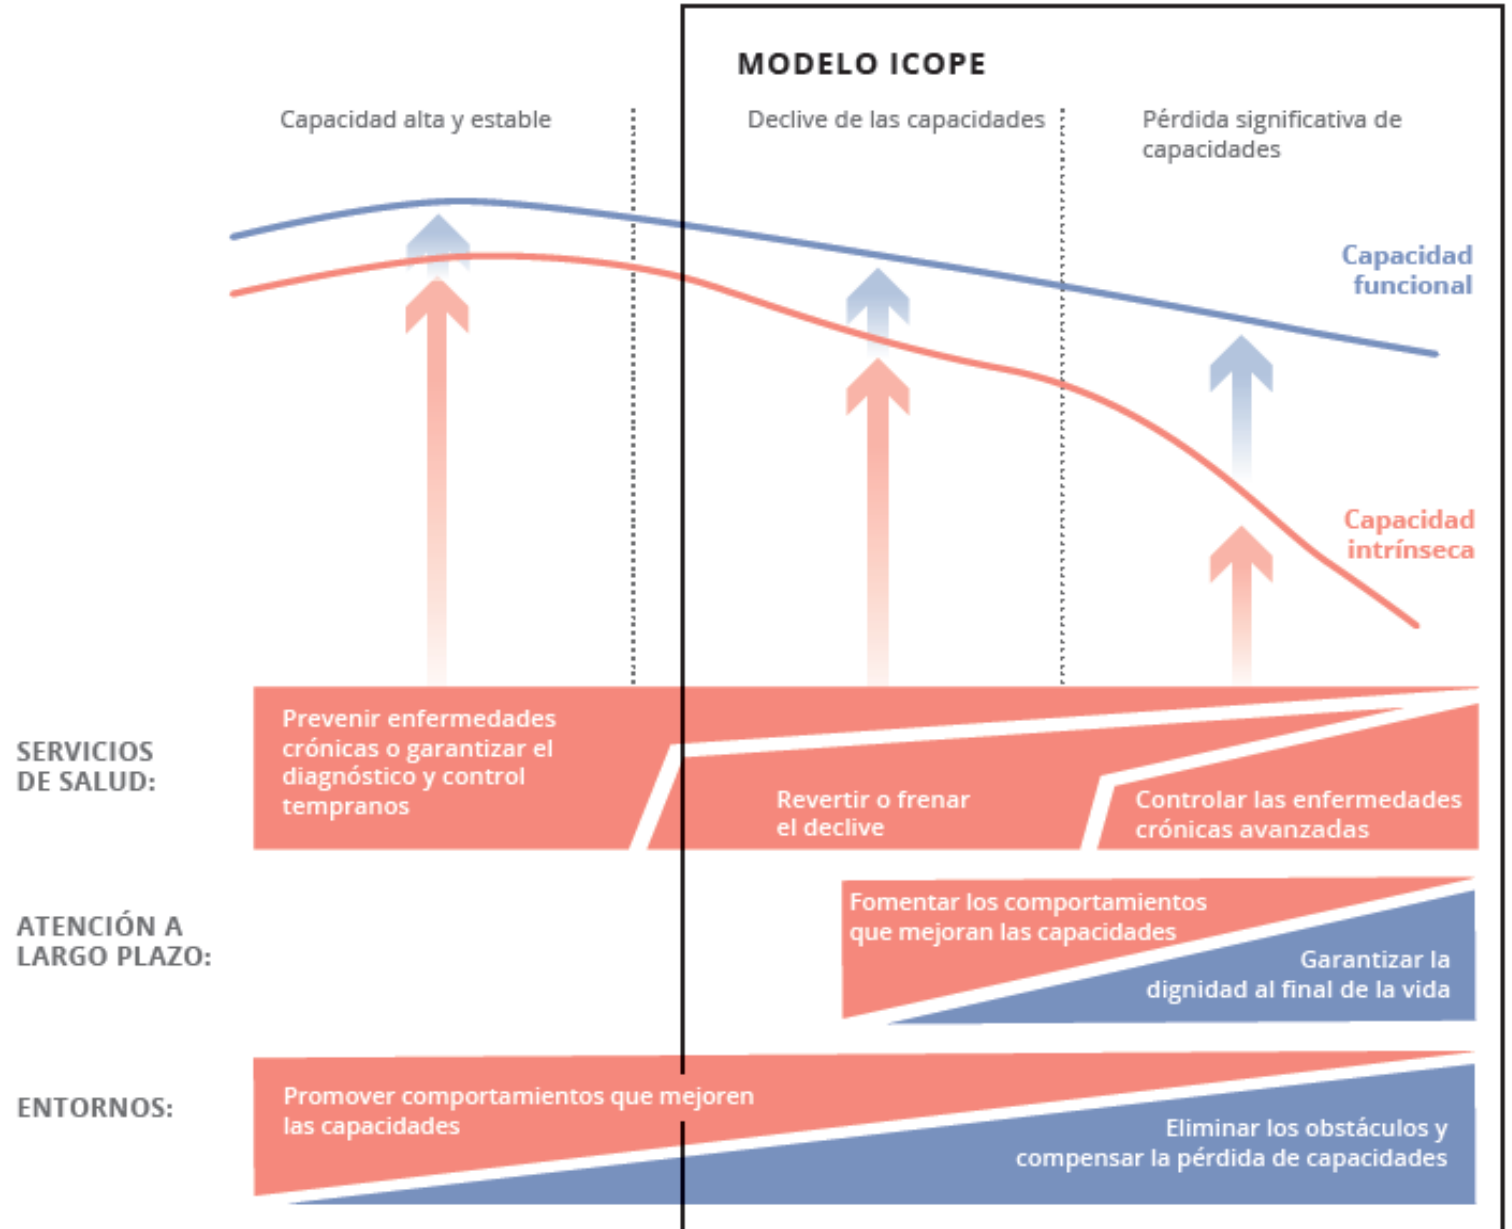 MODELO ICOPE
Capacidad alta y estable
Declive de las capacidades
Pérdida significativa de
capacidades
Capacidad
funcional
Capacidad
intrínseca
SERVICIOS
DE SALUD:
Prevenir enfermedades
crónicas o garantizar el
diagnóstico y control
tempranos
Revertir o frenar
el declive
Controlar las enfermedades
crónicas avanzadas
ATENCIÓN A
LARGO PLAZO:
Fomentar los comportamientos
que mejoran las capacidades
Garantizar la
dignidad al final de la vida
ENTORNOS:
Promover comportamientos que mejoren
las capacidades
Eliminar los obstáculos y
compensar la pérdida de capacidades